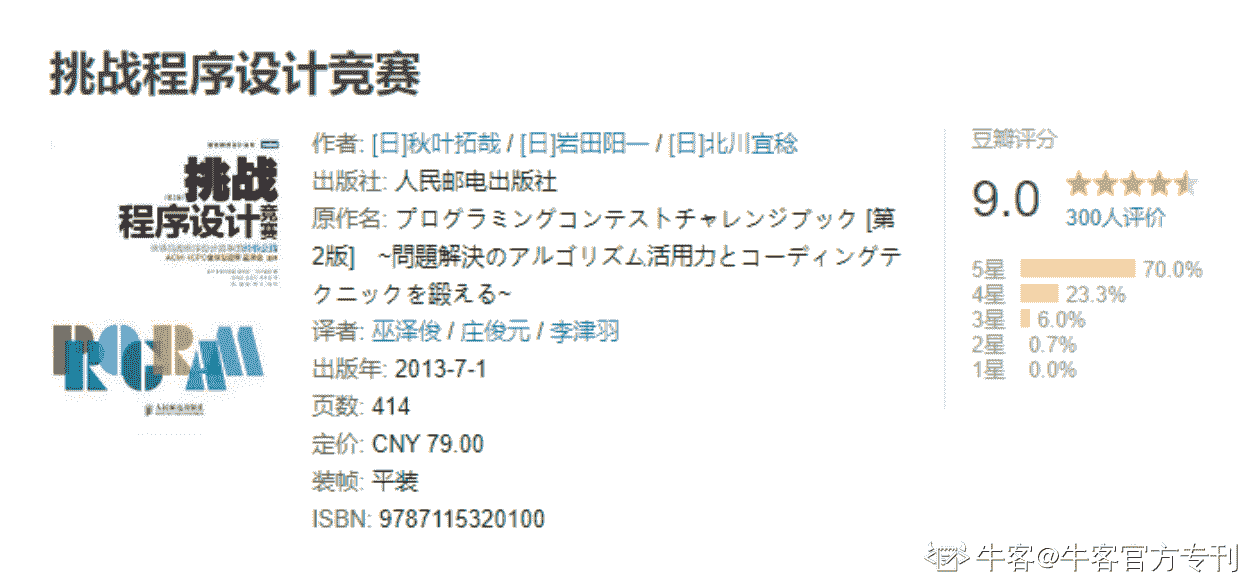 挑战程序设计竞赛
挑战
程序设计竞赛
作者: [日]秋叶拓哉 / [日]岩田阳一 / [日]北川宜稔
出版社: 人民邮电出版社
原作名: プログラミングコンテストチャレンジブック [第
2版] ~問題解決のアルゴリズム活用力とコーディングテ
クニックを鍛える~
译者: 巫泽俊 / 庄俊元 / 李津羽
出版年: 2013-7-1
页数: 414
定价: CNY 79.00
装帧: 平装
ISBN: 9787115320100
豆瓣评分
9.0
300人评价
5星 70.0%
4星 23.3%
3星 6.0%
2星 0.7%
1星 0.0%
PROGRAM
牛客@牛客官方专刊